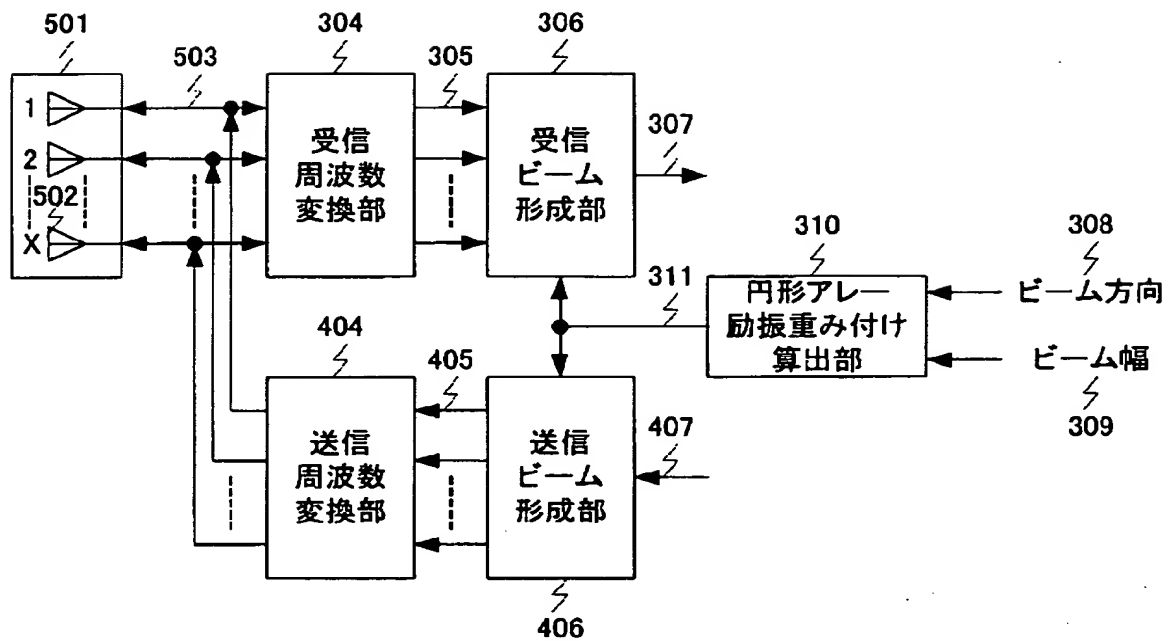 501
503
304
305
306
1
2
502
X
受信
周波数
変換部
受信
ビーム
形成部
307
310
308
311
円形アレー
励振重み付け
算出部
ビーム方向
ビーム幅
309
404
405
送信
周波数
変換部
送信
ビーム
形成部
407
406